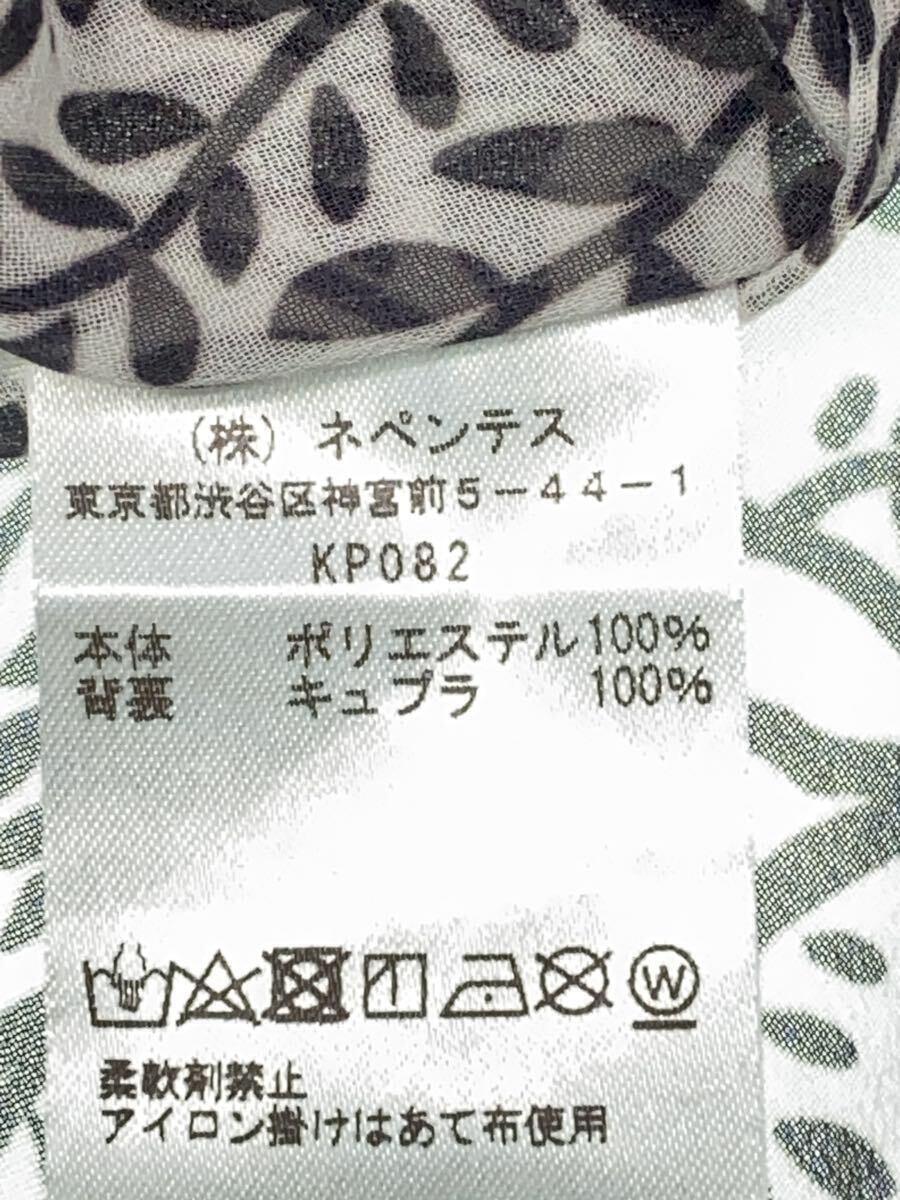 (株) ネペンテス
東京都渋谷区神宮前5-44-1
KP082
本体 ポリエステル100%
背裏 キュプラ 100%
W
柔軟剤禁止
アイロン掛けはあて布使用